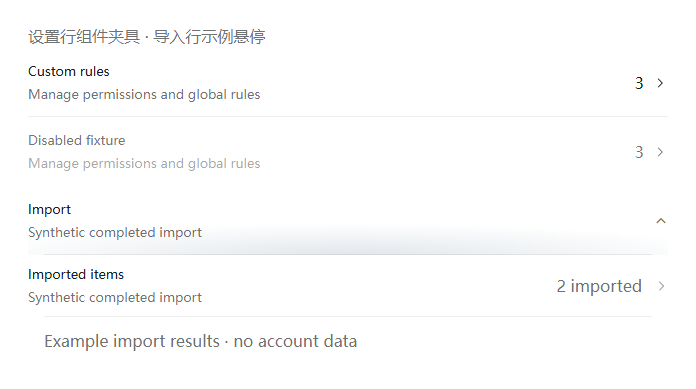 设置行组件夹具 · 导入行示例悬停
Custom rules
3
Manage permissions and global rules
Disabled fixture
3
Manage permissions and global rules
Import
Synthetic completed import
Imported items
2 imported
Synthetic completed import
Example import results · no account data